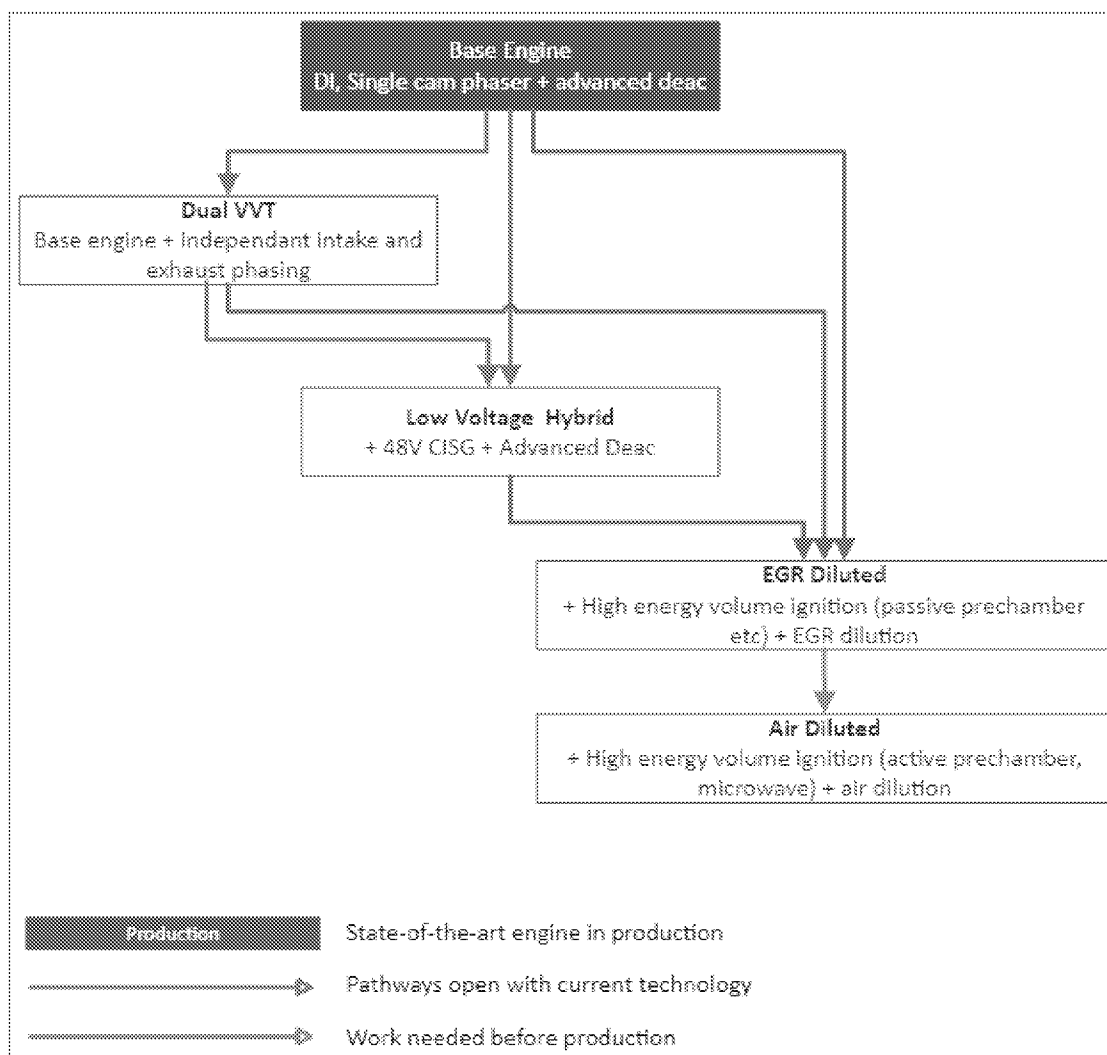 Base Engine
DI, Single cam phaser + advanced deac
Dual VVT
Base engine + independant intake and
exhaust phasing
Low Voltage Hybrid
+ 48V CISG + Advanced Deac
EGR Diluted
+ High energy volume ignition (passive prechamber
etc) + EGR dilution
Air Diluted
+ High energy volume ignition (active prechamber,
microwave) + air dilution
Production
State-of-the-art engine in production
Pathways open with current technology
Work needed before production